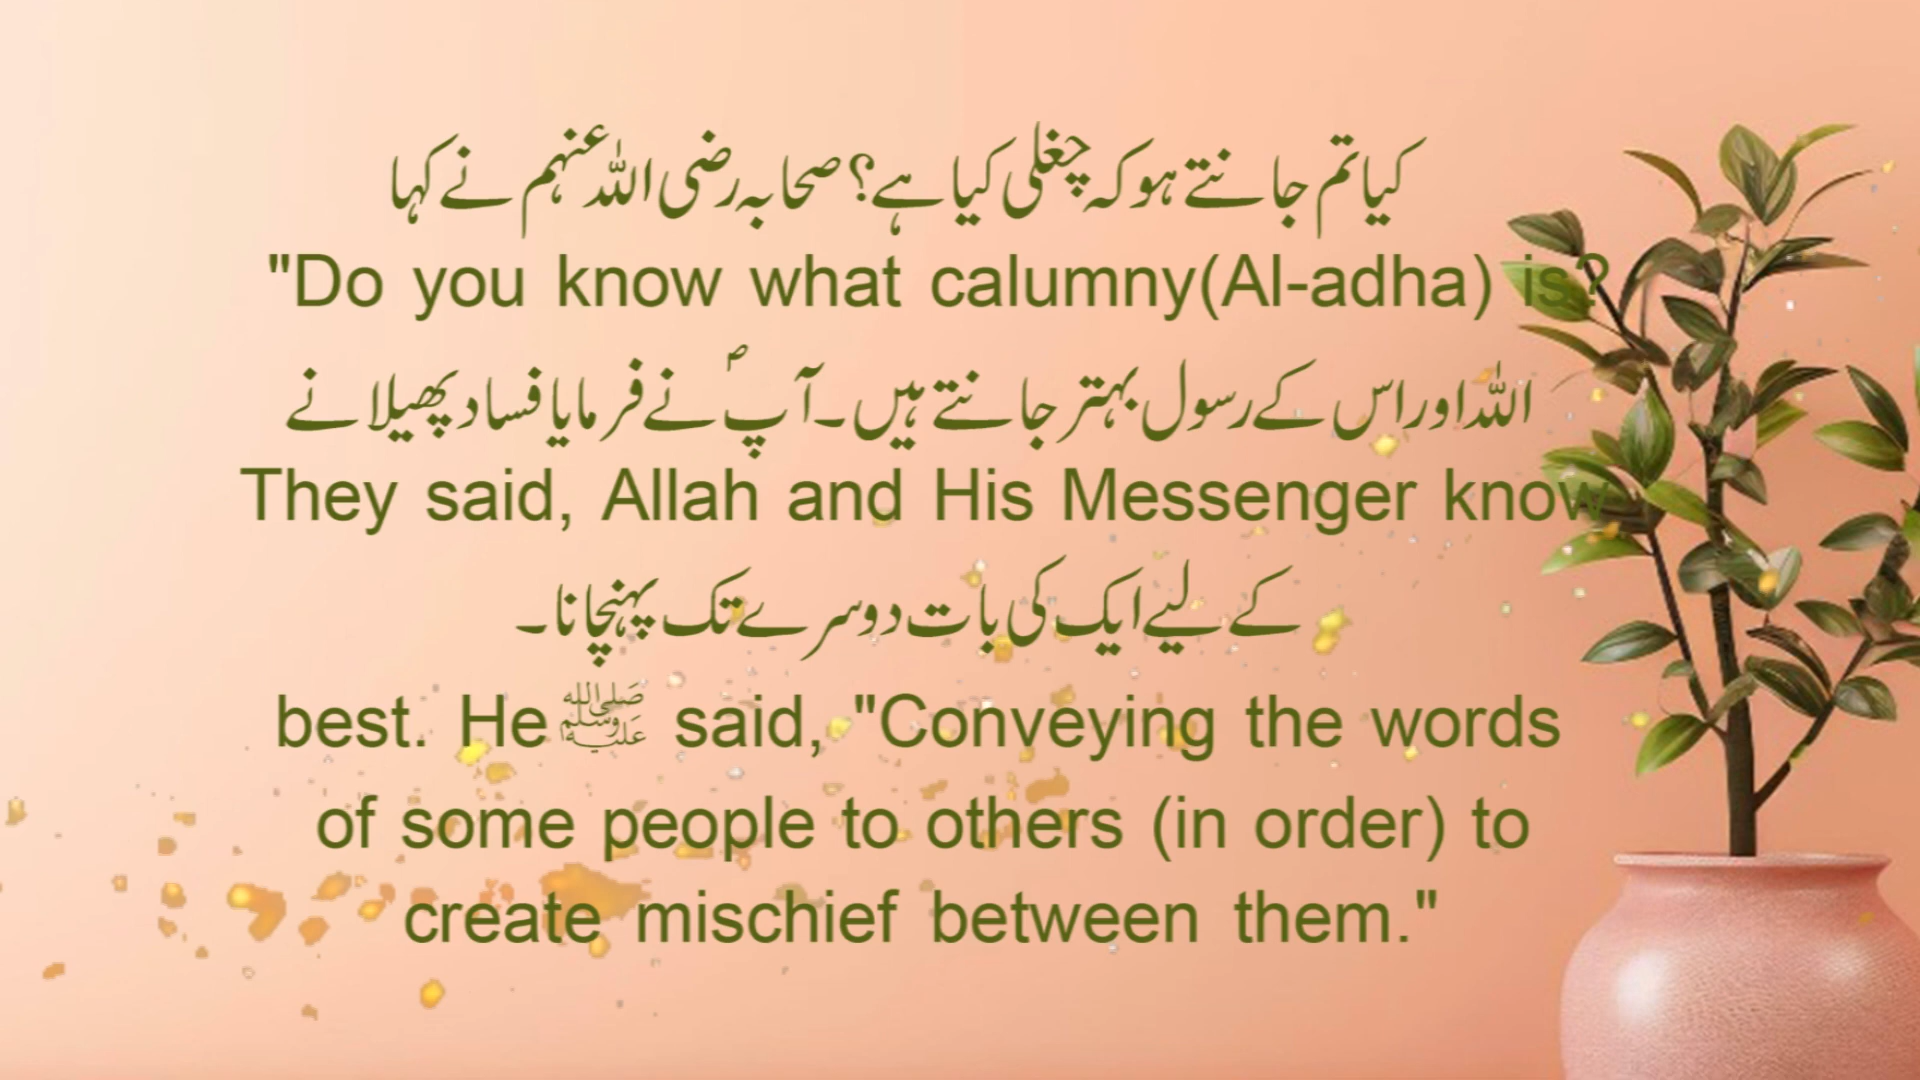 کیا تم جانتے ہو کہ چغلی کیا ہے؟ صحابہ رضی اللہ عنہم نے کہا
"Do you know what calumny(Al-adha) is?
اللہ اور اس کے رسول بہتر جانتے ہیں۔ آپؐ نے فرمایا فساد پھیلانے
They said, Allah and His Messenger know
کے لیے ایک کی بات دوسرے تک پہنچانا۔
best. He ﷺ said, "Conveying the words
of some people to others (in order) to
create mischief between them."